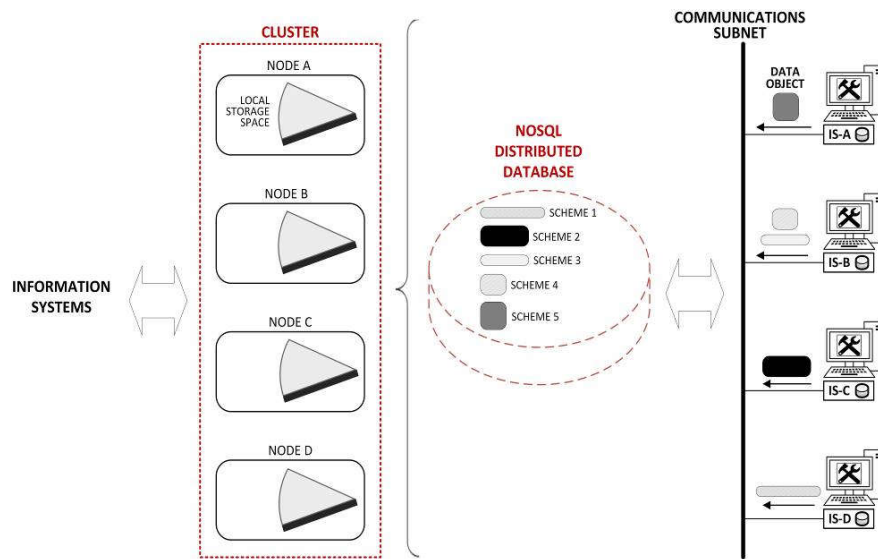 CLUSTER
COMMUNICATIONS
SUBNET
NODE A
LOCAL
STORAGE
SPACE
DATA
OBJECT
IS-A
NOSQL
DISTRIBUTED
DATABASE
NODE B
SCHEME 1
SCHEME 2
SCHEME 3
SCHEME 4
SCHEME 5
IS-B
INFORMATION
SYSTEMS
NODE C
IS-C
NODE D
IS-D